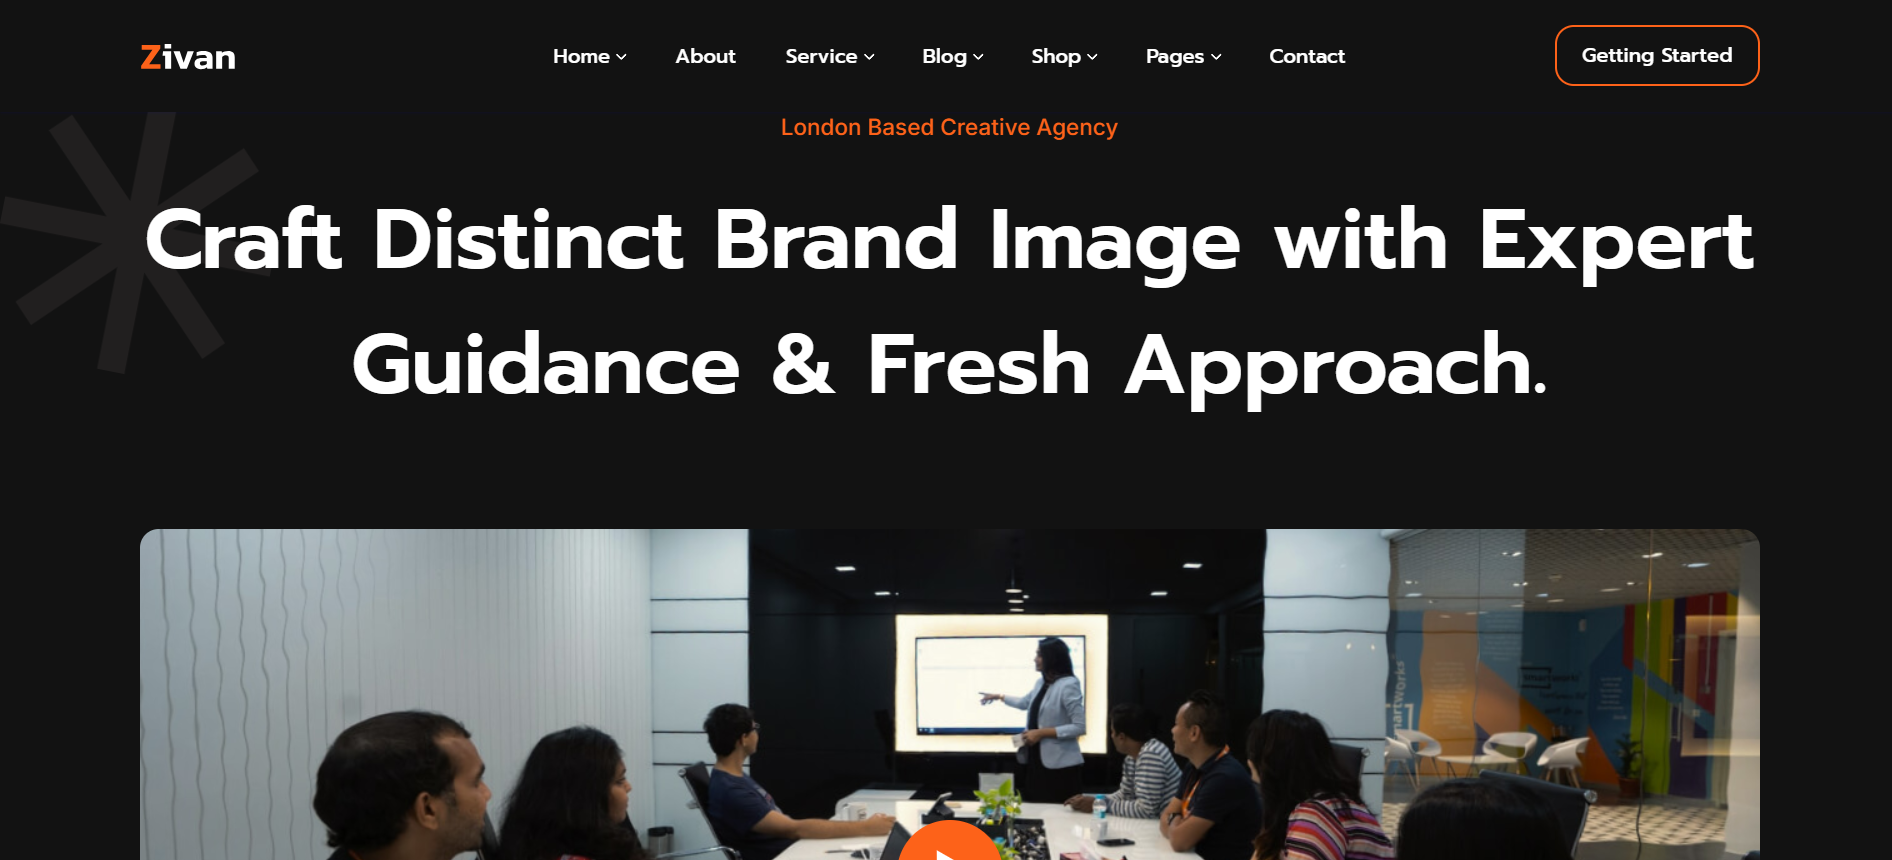 Zivan
Home
About
Service
Blog
Shop
Pages
Contact
Getting Started
London Based Creative Agency
Craft Distinct Brand Image with Expert
Guidance & Fresh Approach.
smartworks